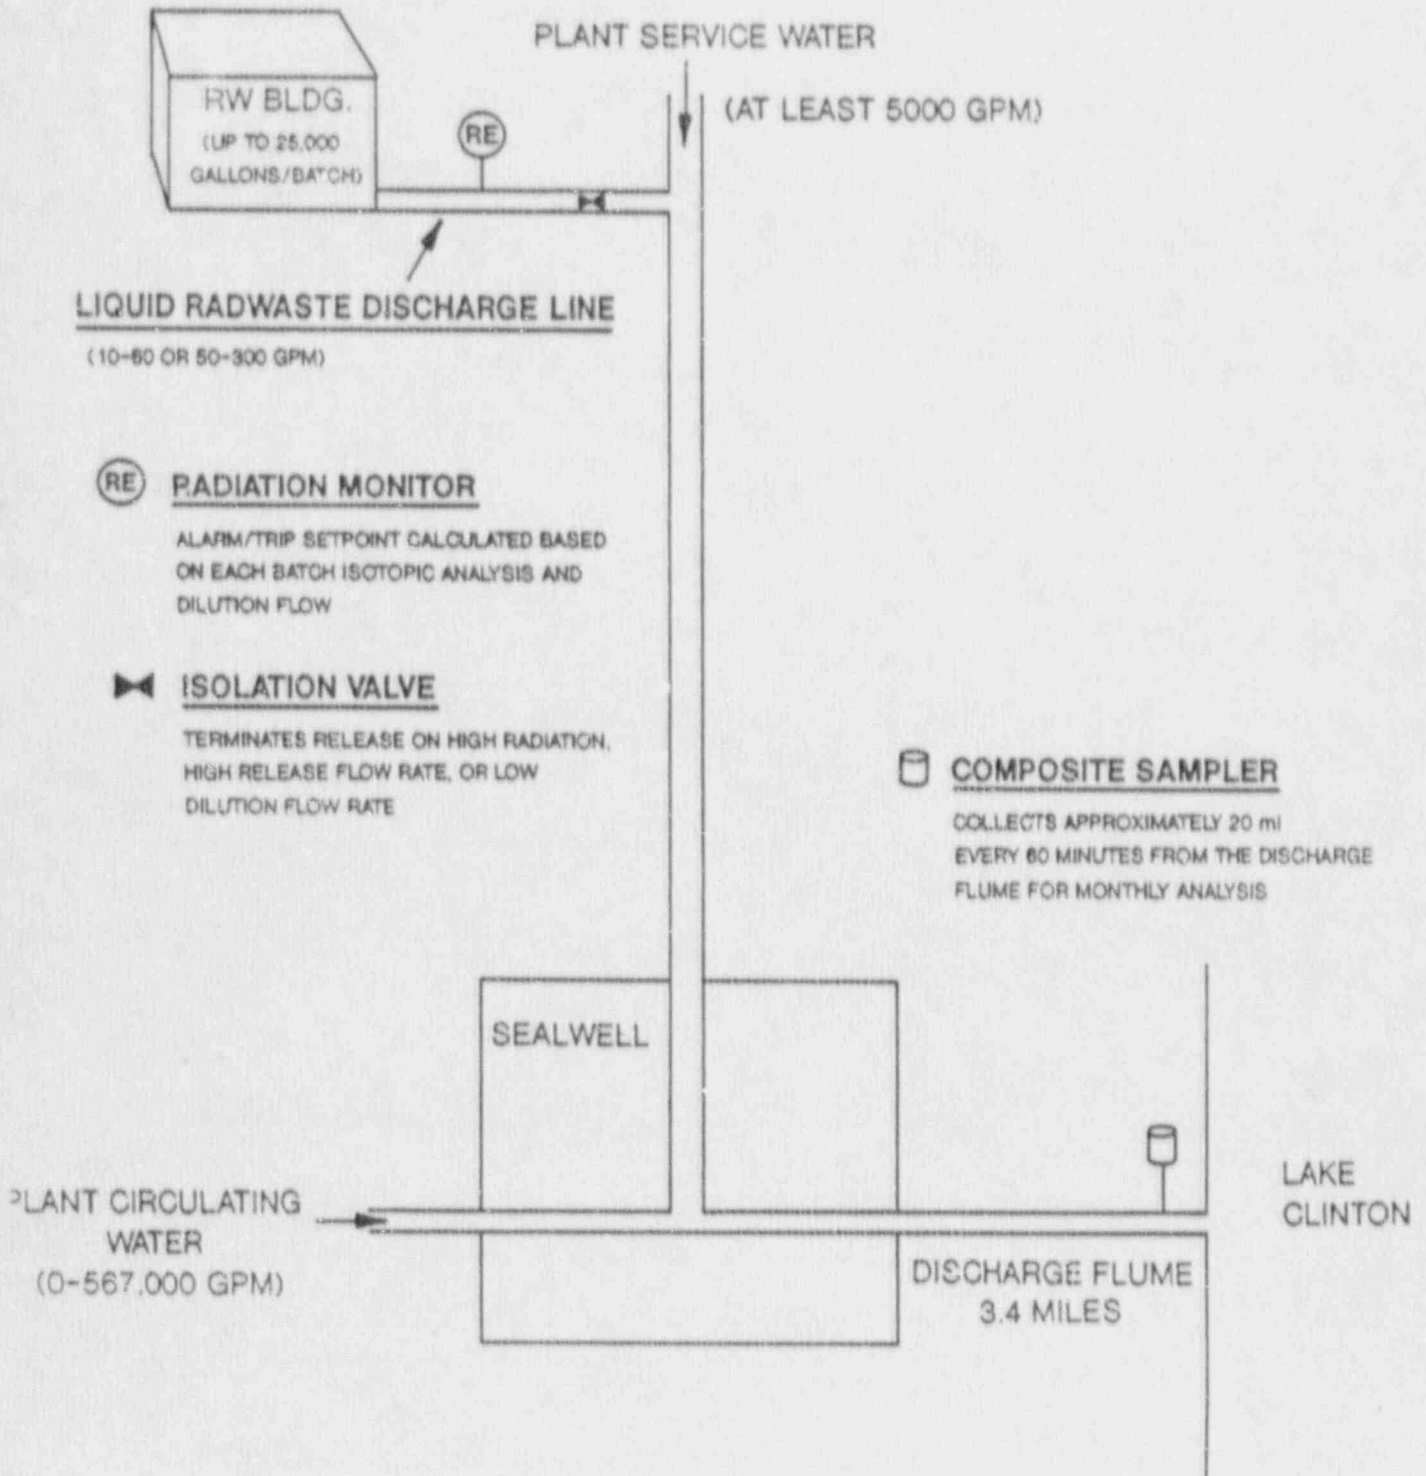 PLANT SERVICE WATER
(AT LEAST 5000 GPM)
RW BLDG.
(UP TO 25,000
GALLONS/BATCH)
RE
LIQUID RADWASTE DISCHARGE LINE
(10-60 OR 50-300 GPM)
RE RADIATION MONITOR
ALARM/TRIP SETPOINT CALCULATED BASED
ON EACH BATCH ISOTOPIC ANALYSIS AND
DILUTION FLOW
ISOLATION VALVE
TERMINATES RELEASE ON HIGH RADIATION,
HIGH RELEASE FLOW RATE, OR LOW
DILUTION FLOW RATE
COMPOSITE SAMPLER
COLLECTS APPROXIMATELY 20 ml
EVERY 60 MINUTES FROM THE DISCHARGE
FLUME FOR MONTHLY ANALYSIS
SEALWELL
PLANT CIRCULATING
WATER
(0-567,000 GPM)
DISCHARGE FLUME
3.4 MILES
LAKE
CLINTON